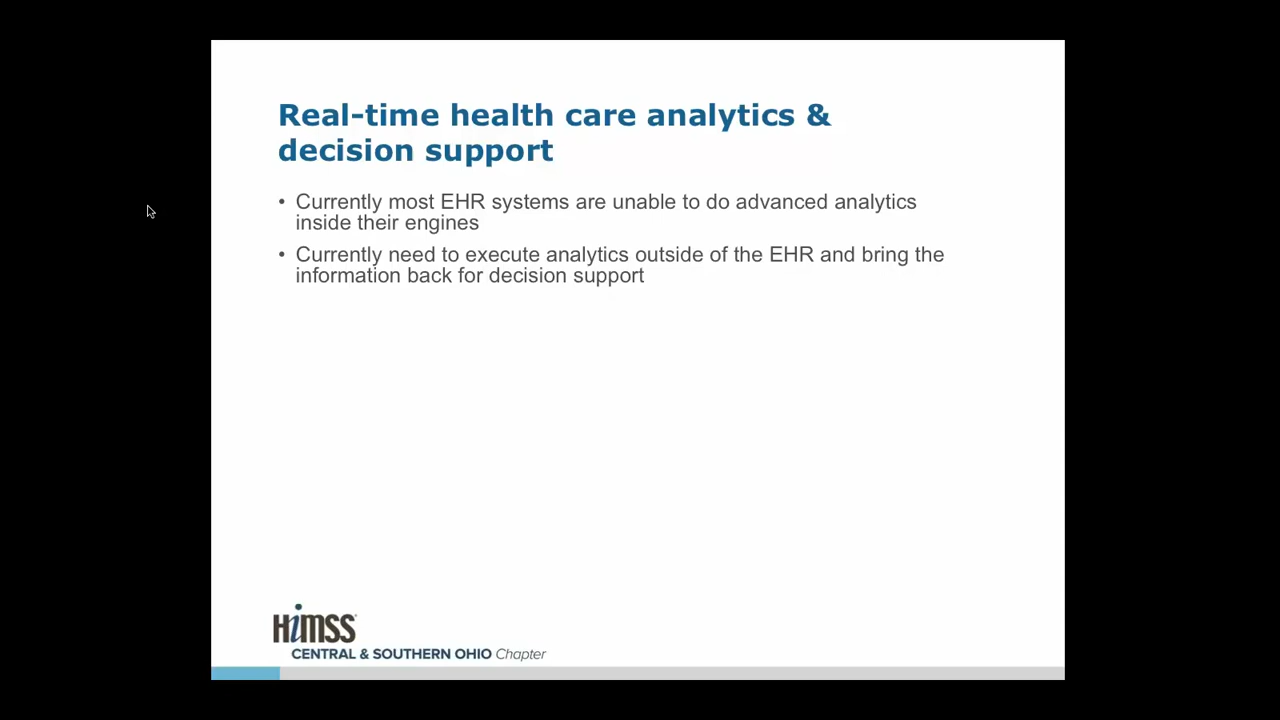 Real-time health care analytics &
decision support
• Currently most EHR systems are unable to do advanced analytics
inside their engines
• Currently need to execute analytics outside of the EHR and bring the
information back for decision support
HiMSS
CENTRAL & SOUTHERN OHIO Chapter